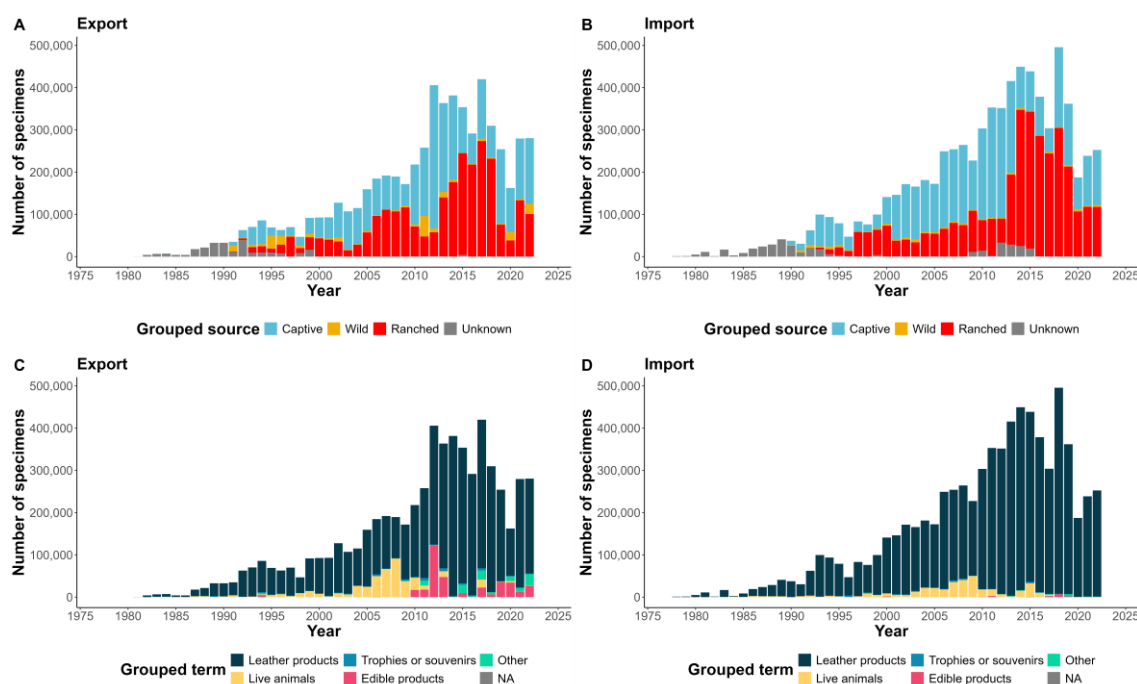 A Export
500,000
400,000
300,000
200,000
100,000
0
Number of specimens
1975 1980 1985 1990 1995 2000 2005 2010 2015 2020 2025
Year
Grouped source Captive Wild Ranched Unknown
B Import
500,000
400,000
300,000
200,000
100,000
0
Number of specimens
1975 1980 1985 1990 1995 2000 2005 2010 2015 2020 2025
Year
Grouped source Captive Wild Ranched Unknown
C Export
500,000
400,000
300,000
200,000
100,000
0
Number of specimens
1975 1980 1985 1990 1995 2000 2005 2010 2015 2020 2025
Year
Grouped term Leather products Trophies or souvenirs Other
Live animals Edible products NA
D Import
500,000
400,000
300,000
200,000
100,000
0
Number of specimens
1975 1980 1985 1990 1995 2000 2005 2010 2015 2020 2025
Year
Grouped term Leather products Trophies or souvenirs Other
Live animals Edible products NA